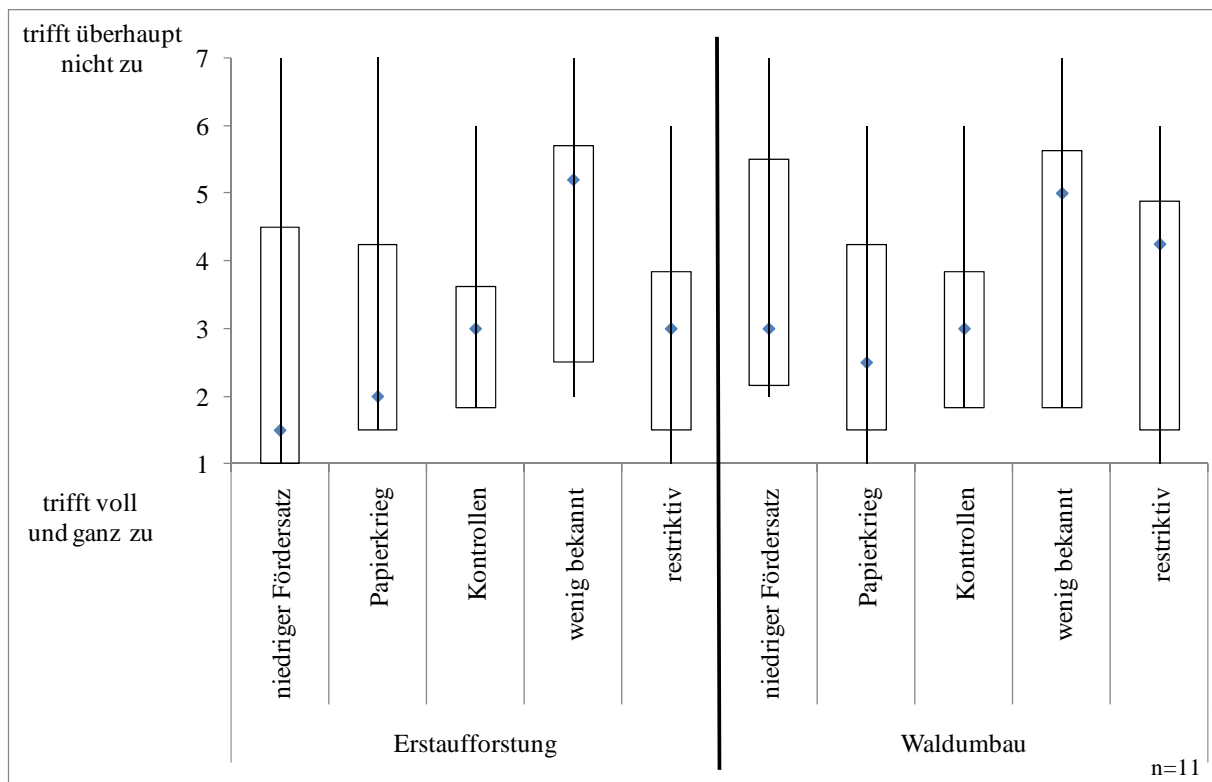 trifft überhaupt
nicht zu
7
6
5
4
3
2
1
trifft voll
und ganz zu
niedriger Fördersatz
Papierkrieg
Kontrollen
wenig bekannt
restriktiv
niedriger Fördersatz
Papierkrieg
Kontrollen
wenig bekannt
restriktiv
Erstaufforstung
Waldumbau
n=11